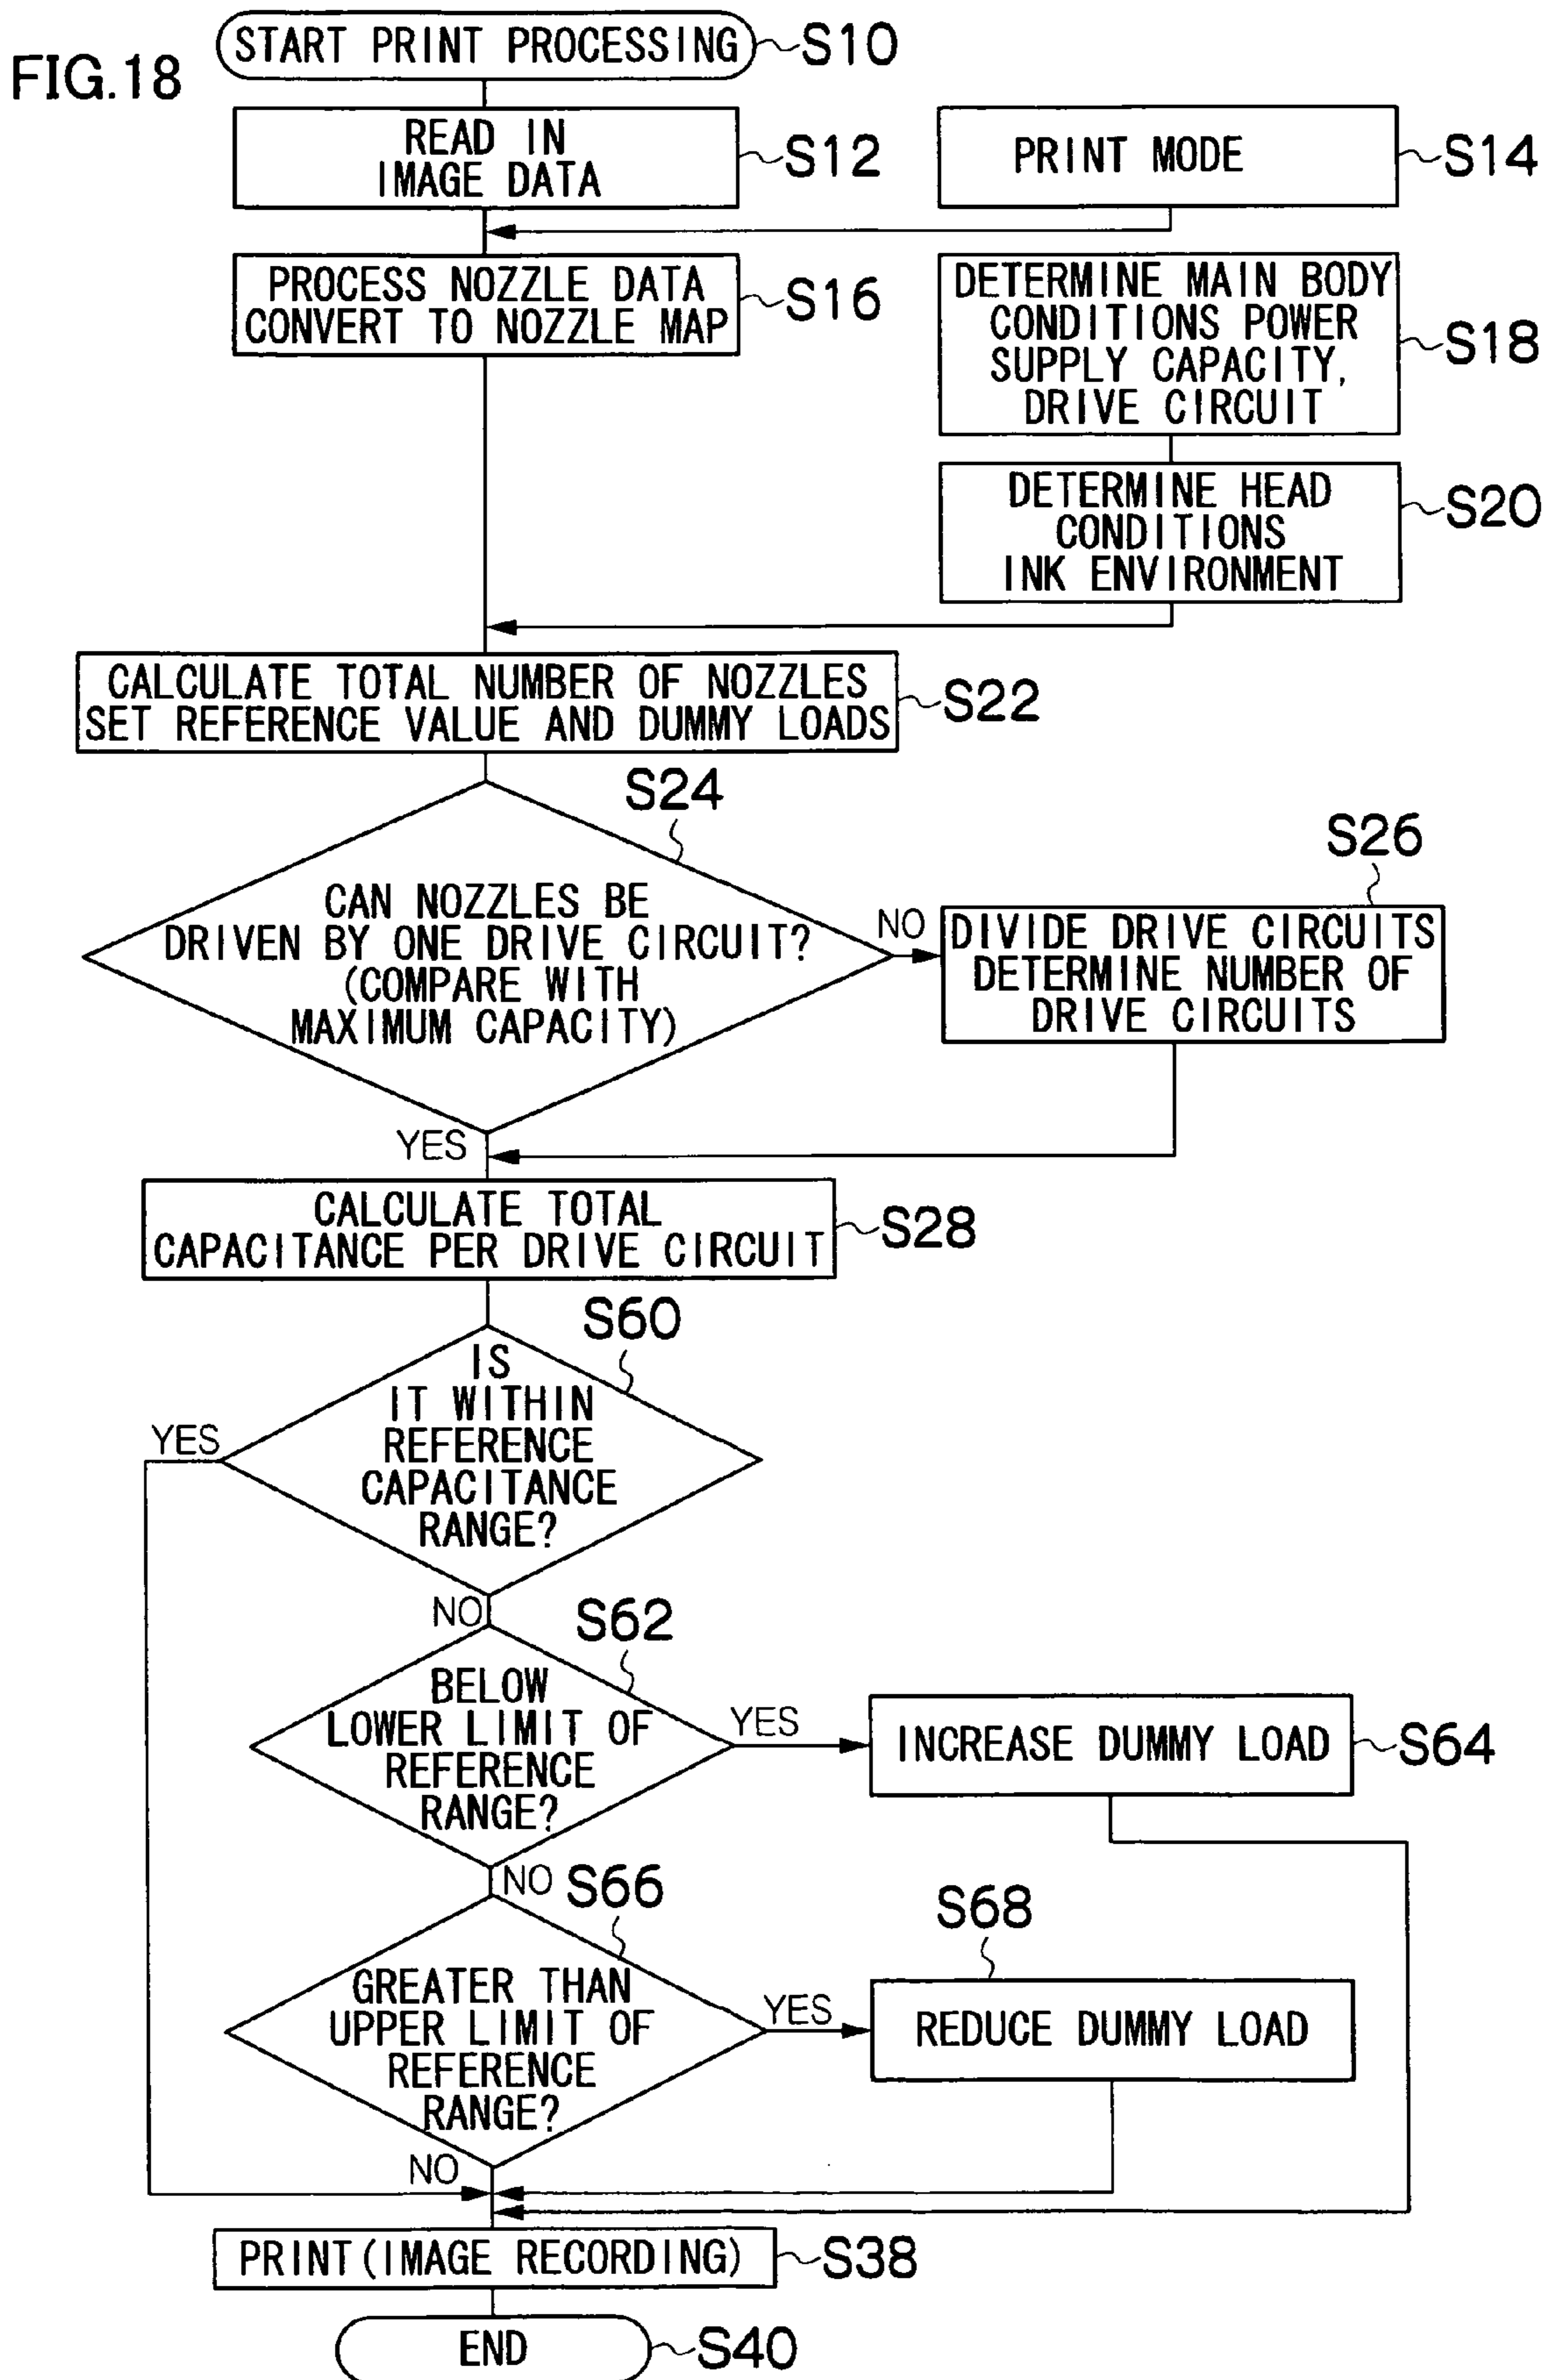 FIG.18
START PRINT PROCESSING
S10
READ IN
IMAGE DATA
S12
PRINT MODE
S14
PROCESS NOZZLE DATA
CONVERT TO NOZZLE MAP
S16
DETERMINE MAIN BODY
CONDITIONS POWER
SUPPLY CAPACITY,
DRIVE CIRCUIT
S18
DETERMINE HEAD
CONDITIONS
INK ENVIRONMENT
S20
CALCULATE TOTAL NUMBER OF NOZZLES
SET REFERENCE VALUE AND DUMMY LOADS
S22
S24
CAN NOZZLES BE
DRIVEN BY ONE DRIVE CIRCUIT?
(COMPARE WITH
MAXIMUM CAPACITY)
NO
S26
DIVIDE DRIVE CIRCUITS
DETERMINE NUMBER OF
DRIVE CIRCUITS
YES
CALCULATE TOTAL
CAPACITANCE PER DRIVE CIRCUIT
S28
S60
IS
IT WITHIN
REFERENCE
CAPACITANCE
RANGE?
YES
NO
S62
BELOW
LOWER LIMIT OF
REFERENCE
RANGE?
YES
INCREASE DUMMY LOAD
S64
NO
S66
GREATER THAN
UPPER LIMIT OF
REFERENCE
RANGE?
YES
S68
REDUCE DUMMY LOAD
NO
PRINT(IMAGE RECORDING)
S38
END
S40